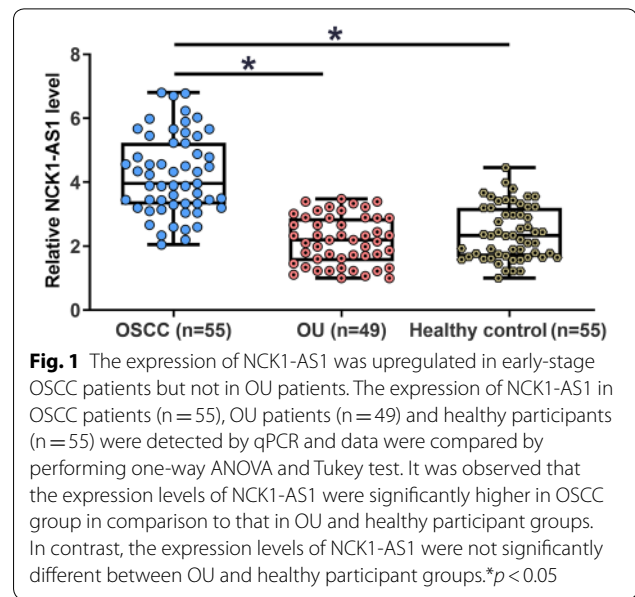 *
*
Relative NCK1-AS1 level
8
6
4
2
0
OSCC (n=55) OU (n=49) Healthy control (n=55)
Fig. 1 The expression of NCK1-AS1 was upregulated in early-stage
OSCC patients but not in OU patients. The expression of NCK1-AS1 in
OSCC patients (n = 55), OU patients (n = 49) and healthy participants
(n = 55) were detected by qPCR and data were compared by
performing one-way ANOVA and Tukey test. It was observed that
the expression levels of NCK1-AS1 were significantly higher in OSCC
group in comparison to that in OU and healthy participant groups.
In contrast, the expression levels of NCK1-AS1 were not significantly
different between OU and healthy participant groups.*p < 0.05